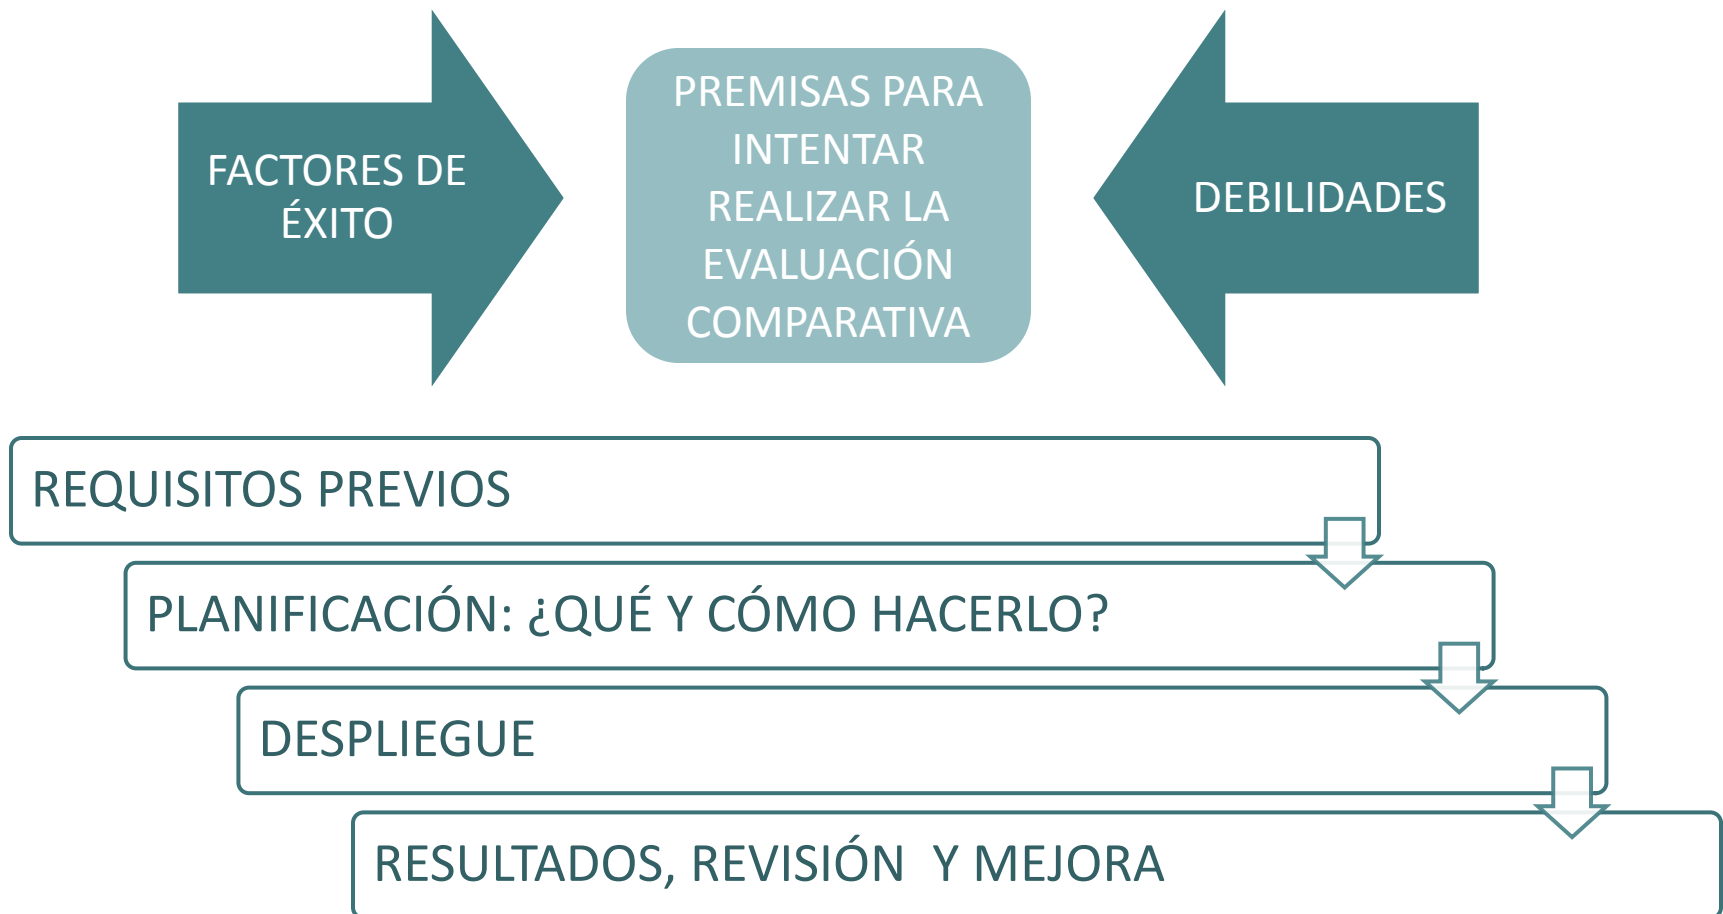 FACTORES DE
ÉXITO
PREMISAS PARA
INTENTAR
REALIZAR LA
EVALUACIÓN
COMPARATIVA
DEBILIDADES
REQUISITOS PREVIOS
PLANIFICACIÓN: ¿QUÉ Y CÓMO HACERLO?
DESPLIEGUE
RESULTADOS, REVISIÓN  Y MEJORA